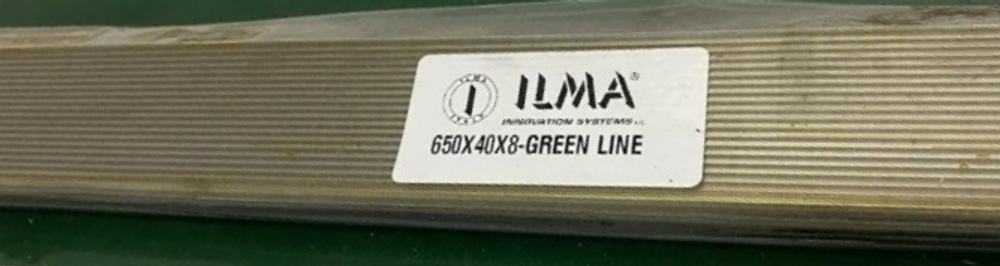 ILMA®
INNOVATION SYSTEMS
650X40X8-GREEN LINE